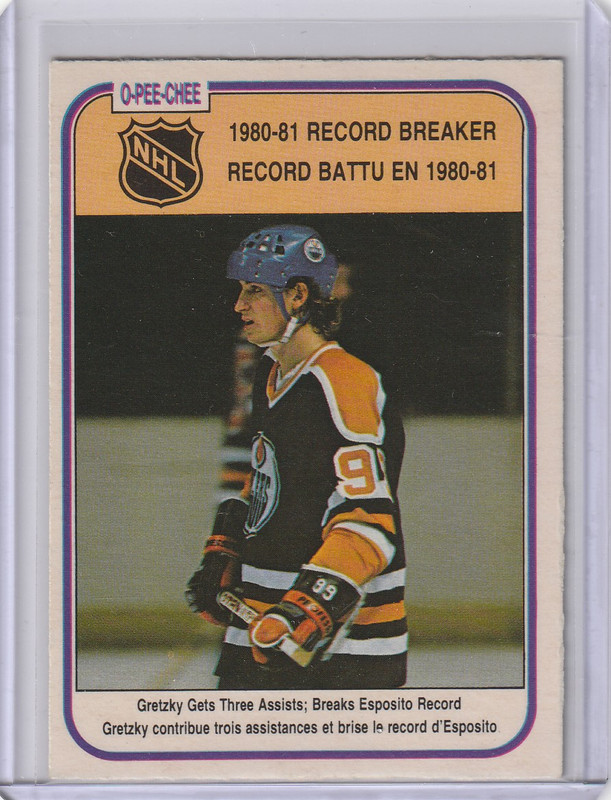 O-PEE-CHEE
NHL
1980-81 RECORD BREAKER
RECORD BATTU EN 1980-81
9
99
Gretzky Gets Three Assists; Breaks Esposito Record
Gretzky contribue trois assistances et brise le record d'Esposito